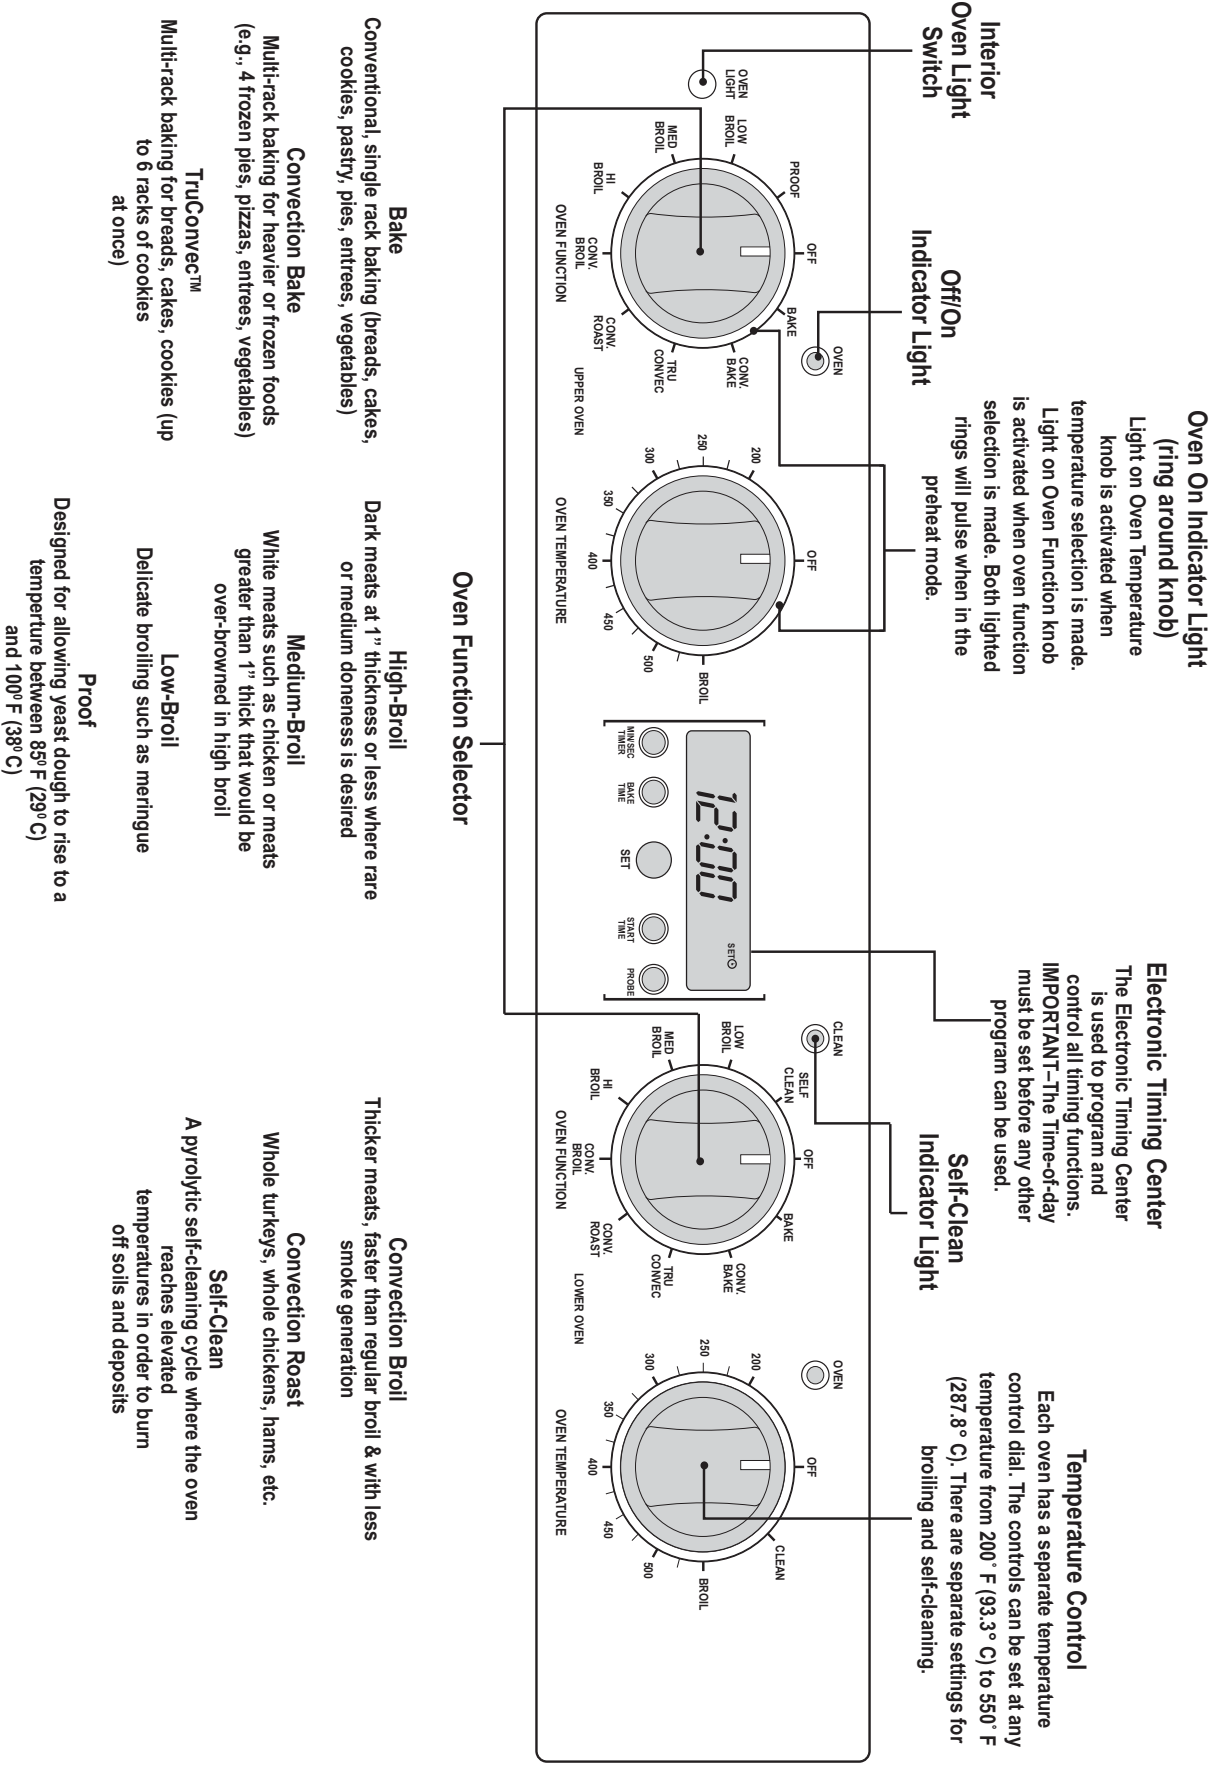 Interior
Oven Light
Switch
Off/On
Indicator Light
Oven On Indicator Light
(ring around knob)
Light on Oven Temperature
knob is activated when
temperature selection is made.
Light on Oven Function knob
is activated when oven function
selection is made. Both lighted
rings will pulse when in the
preheat mode.
Electronic Timing Center
The Electronic Timing Center
is used to program and
control all timing functions.
IMPORTANT–The Time-of-day
must be set before any other
program can be used.
Self-Clean
Indicator Light
Temperature Control
Each oven has a separate temperature
control dial. The controls can be set at any
temperature from 200° F (93.3° C) to 550° F
(287.8° C). There are separate settings for
broiling and self-cleaning.
OVEN
LIGHT
OVEN
OFF
BAKE
CONV.
BAKE
TRU
CONVEC
CONV.
ROAST
CONV.
BROIL
HI
BROIL
MED
BROIL
LOW
BROIL
PROOF
OVEN FUNCTION
UPPER OVEN
OFF
200
250
300
350
400
450
500
BROIL
OVEN TEMPERATURE
12:00
SET
MIN/SEC
TIMER
BAKE
TIME
SET
START
TIME
PROBE
CLEAN
OFF
BAKE
CONV.
BAKE
TRU
CONVEC
CONV.
ROAST
CONV.
BROIL
HI
BROIL
MED
BROIL
LOW
BROIL
SELF
CLEAN
OVEN FUNCTION
LOWER OVEN
OVEN
OFF
200
250
300
350
400
450
500
BROIL
CLEAN
OVEN TEMPERATURE
Oven Function Selector
Bake
Conventional, single rack baking (breads, cakes,
cookies, pastry, pies, entrees, vegetables)
Convection Bake
Multi-rack baking for heavier or frozen foods
(e.g., 4 frozen pies, pizzas, entrees, vegetables)
TruConvec™
Multi-rack baking for breads, cakes, cookies (up
to 6 racks of cookies
at once)
High-Broil
Dark meats at 1” thickness or less where rare
or medium doneness is desired
Medium-Broil
White meats such as chicken or meats
greater than 1” thick that would be
over-browned in high broil
Low-Broil
Delicate broiling such as meringue
Proof
Designed for allowing yeast dough to rise to a
temperture between 85⁰ F (29⁰ C)
and 100⁰ F (38⁰ C)
Convection Broil
Thicker meats, faster than regular broil & with less
smoke generation
Convection Roast
Whole turkeys, whole chickens, hams, etc.
Self-Clean
A pyrolytic self-cleaning cycle where the oven
reaches elevated
temperatures in order to burn
off soils and deposits